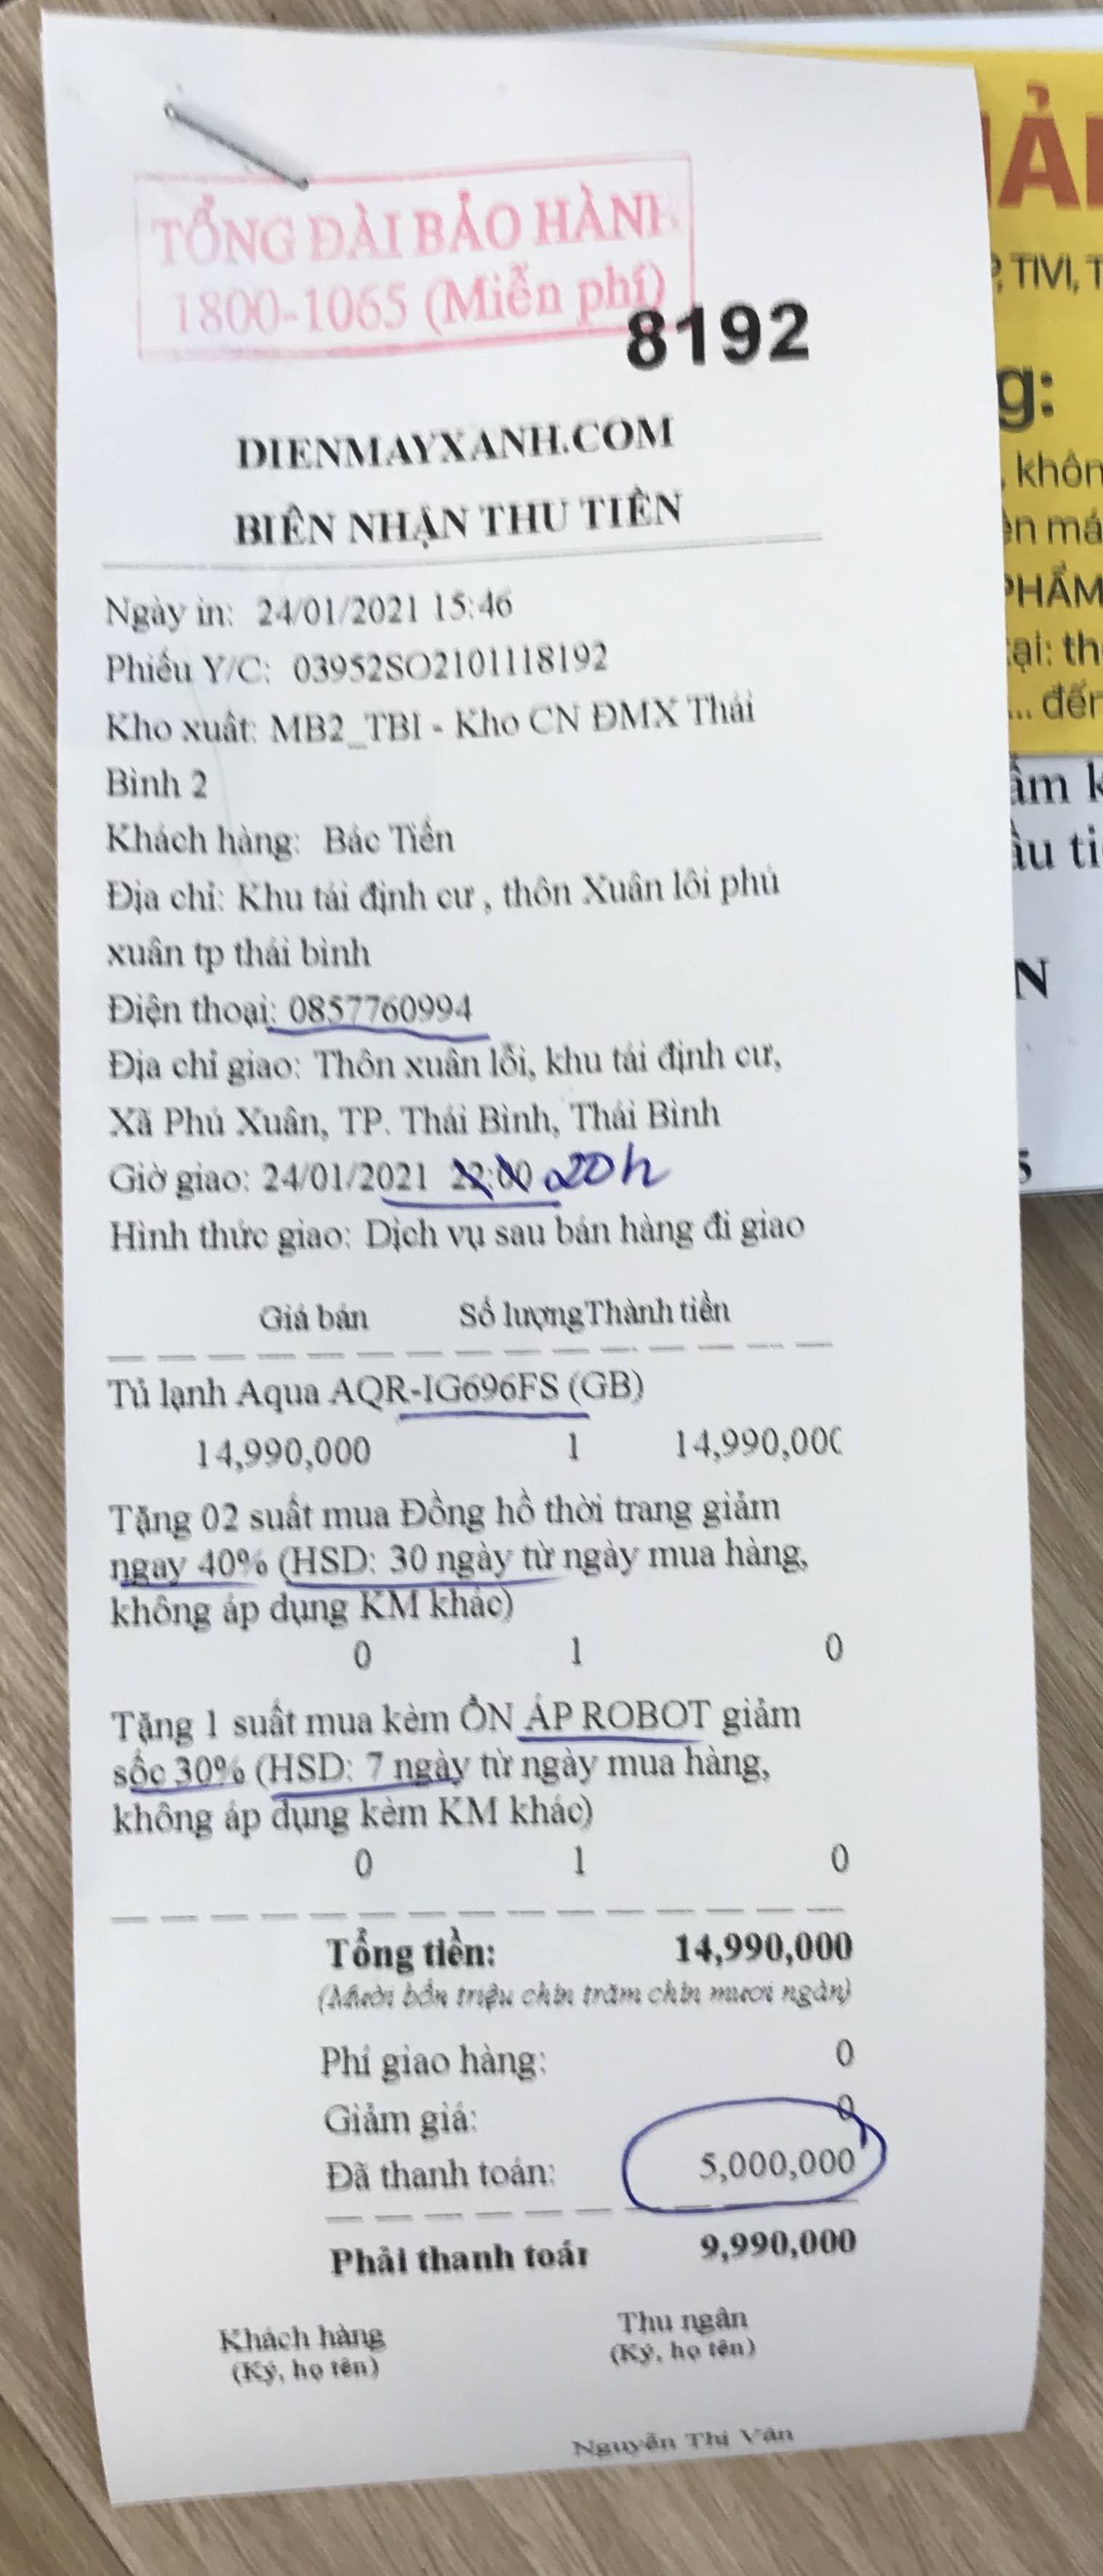 TỔNG ĐÀI BẢO HÀNH
1800-1065 (Miễn phí)
8192
DIENMAYXANH.COM
BIÊN NHẬN THU TIỀN
Ngày in: 24/01/2021 15:46
Phiếu Y/C: 03952SO2101118192
Kho xuất: MB2_TBI - Kho CN ĐMX Thái
Bình 2
Khách hàng: Bác Tiến
Địa chỉ: Khu tái định cư , thôn Xuân lôi phú
xuân tp thái bình
Điện thoại: 0857760994
Địa chỉ giao: Thôn xuân lỗi, khu tái định cư,
Xã Phú Xuân, TP. Thái Bình, Thái Bình
Giờ giao: 24/01/2021 22:00 20h
Hình thức giao: Dịch vụ sau bán hàng đi giao
Giá bán Số lượngThành tiền
Tủ lạnh Aqua AQR-IG696FS (GB)
14,990,000 1 14,990,000
Tặng 02 suất mua Đồng hồ thời trang giảm
ngay 40% (HSD: 30 ngày từ ngày mua hàng,
không áp dụng KM khác)
0 1 0
Tặng 1 suất mua kèm ỔN ÁP ROBOT giảm
sốc 30% (HSD: 7 ngày từ ngày mua hàng,
không áp dụng kèm KM khác)
0 1 0
Tổng tiền: 14,990,000
(Mười bốn triệu chín trăm chín mươi ngàn)
Phí giao hàng: 0
Giảm giá: 0
Đã thanh toán: 5,000,000
Phải thanh toán 9,990,000
Khách hàng Thu ngân
(Ký, họ tên) (Ký, họ tên)
Nguyễn Thị Vân
, TIVI, T
g:
, khôn
PHẨM
ại: th
... đến
N
5